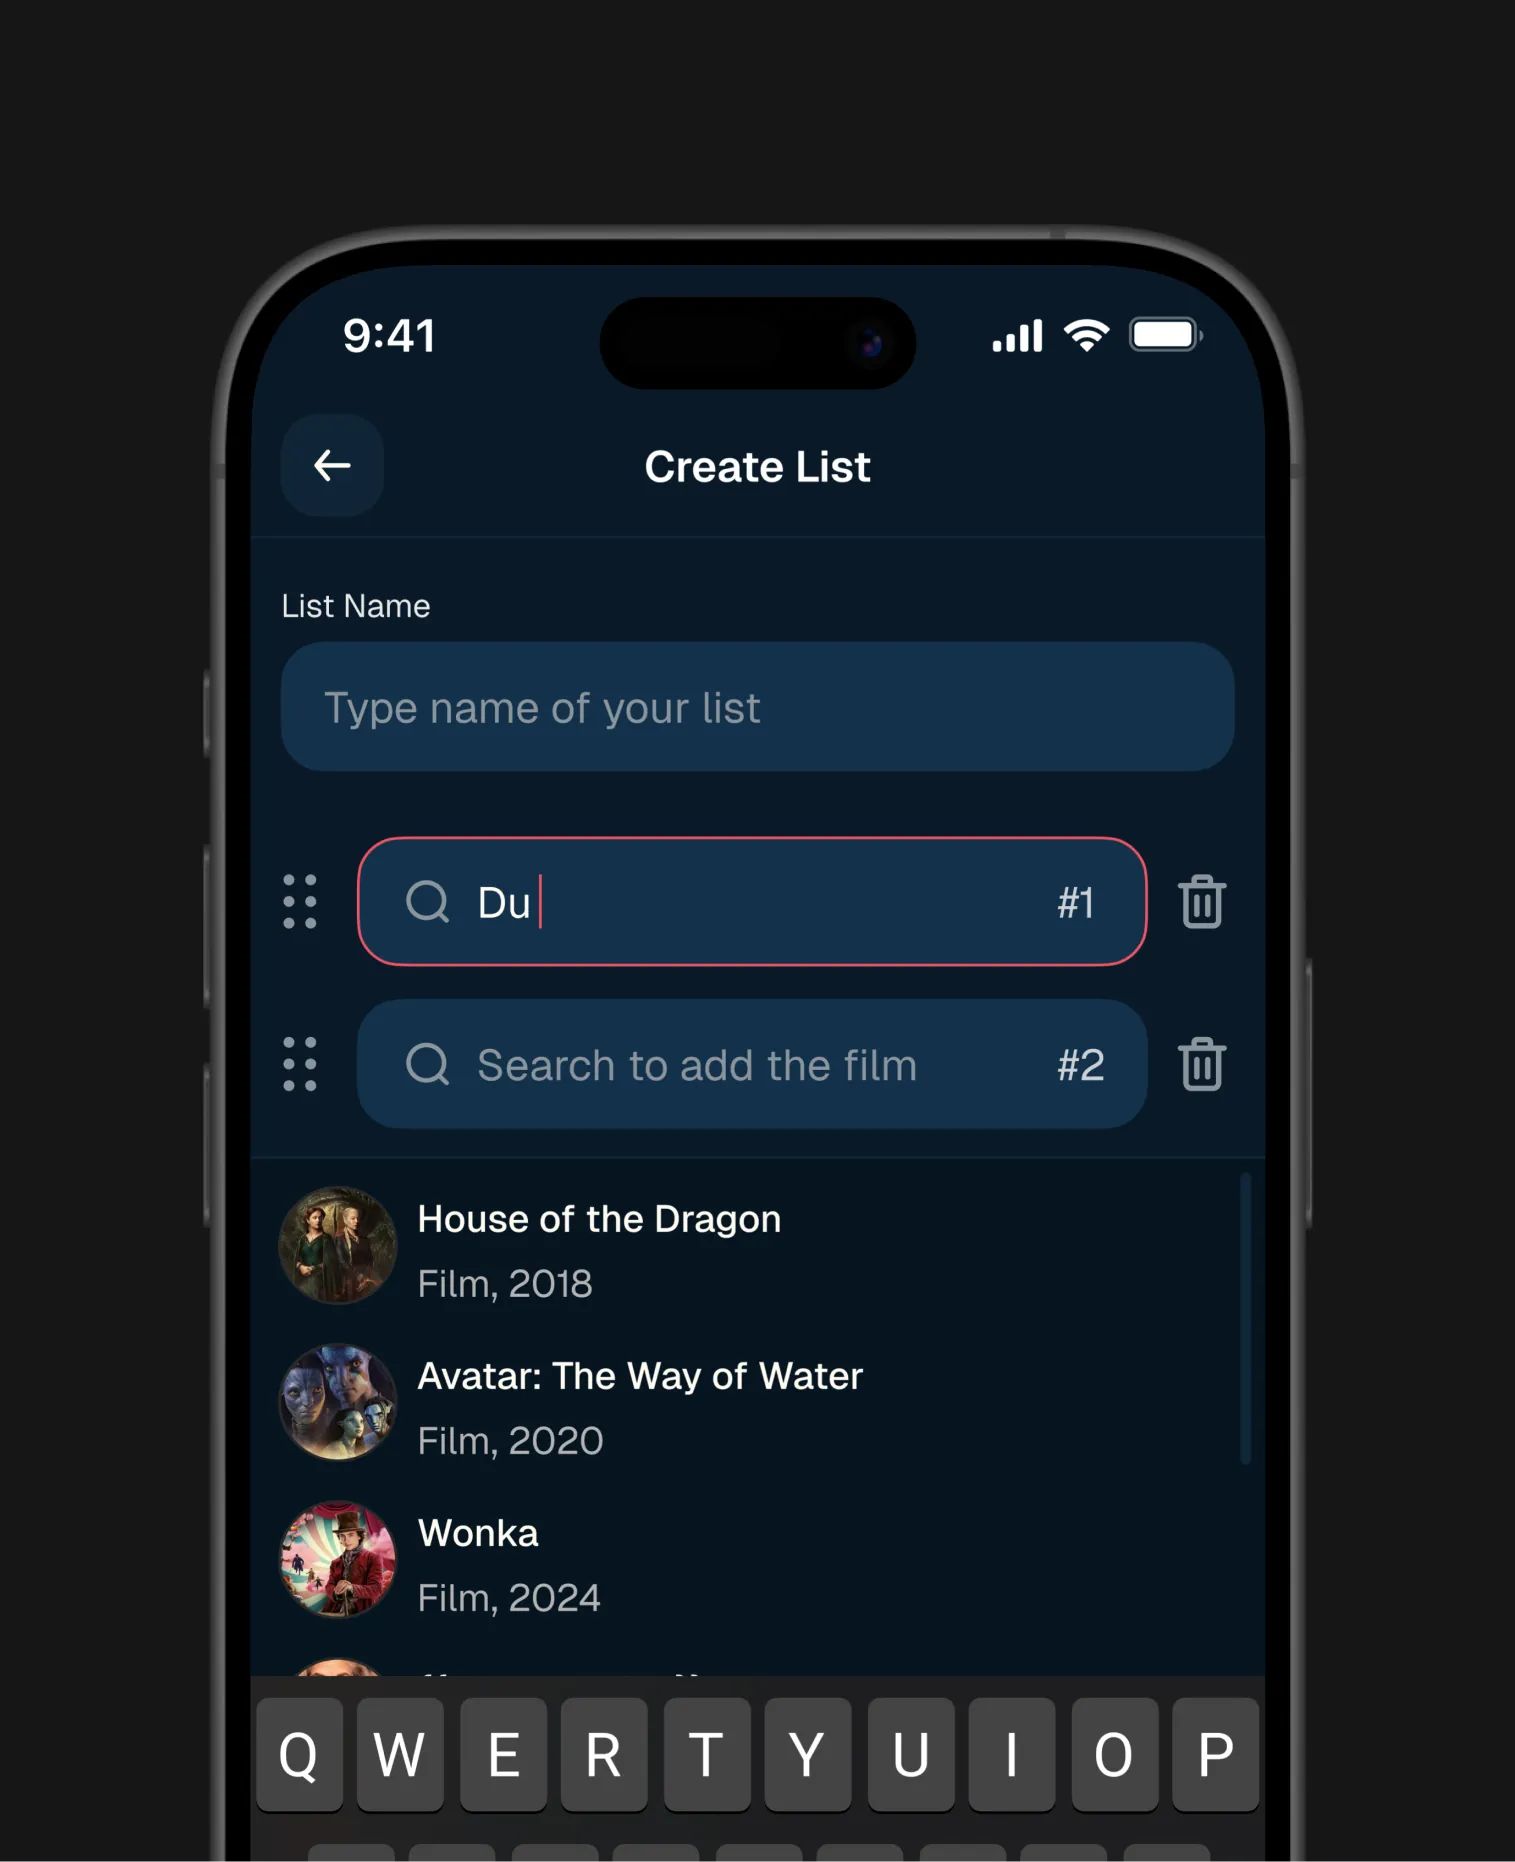 9:41
Create List
List Name
Type name of your list
Du #1
Search to add the film #2
House of the Dragon
Film, 2018
Avatar: The Way of Water
Film, 2020
Wonka
Film, 2024
Q W E R T Y U I O P